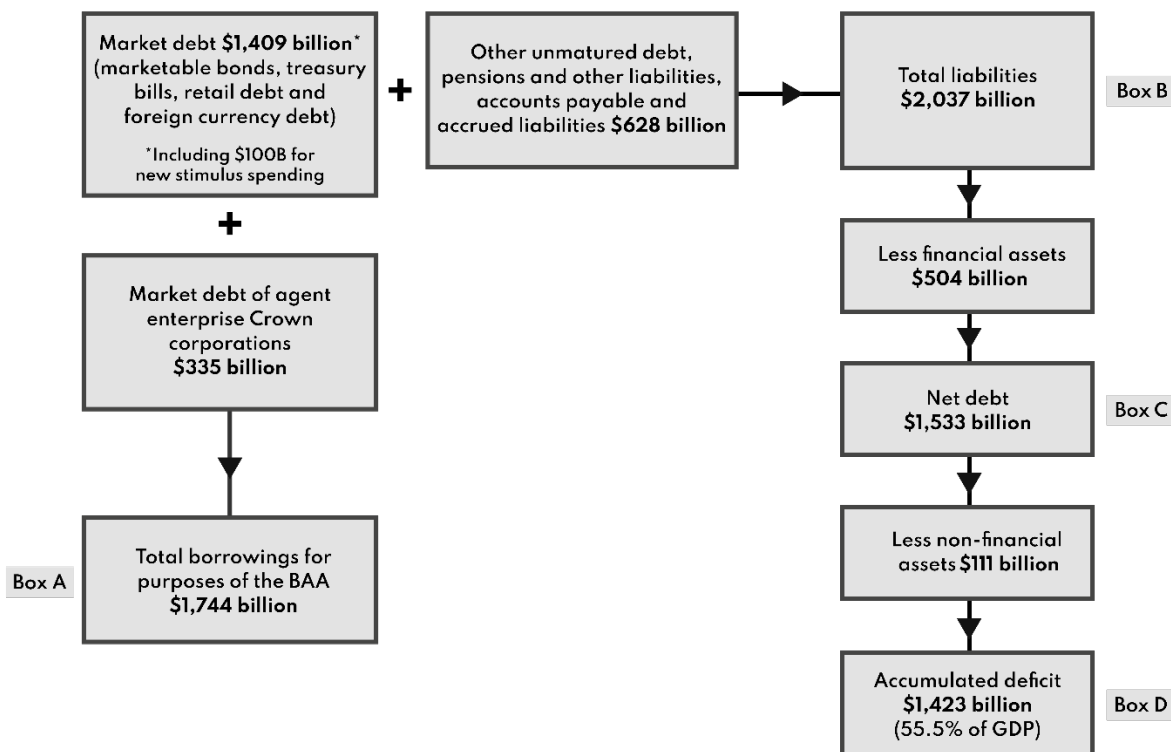 Market debt $1,409 billion*
(marketable bonds, treasury
bills, retail debt and
foreign currency debt)
*Including $100B for
new stimulus spending
+
Other unmatured debt,
pensions and other liabilities,
accounts payable and
accrued liabilities $628 billion
Total liabilities
$2,037 billion
Box B
+
Less financial assets
$504 billion
Market debt of agent
enterprise Crown
corporations
$335 billion
Net debt
$1,533 billion
Box C
Box A
Total borrowings for
purposes of the BAA
$1,744 billion
Less non-financial
assets $111 billion
Accumulated deficit
$1,423 billion
(55.5% of GDP)
Box D